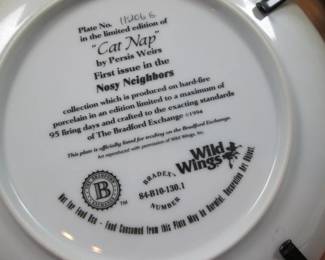 Plate No.
in the limited edition of
"Cat Nap"
by Persis Weirs
First issue in the
Nosy Neighbors
collection which is produced on hard-fire
porcelain in an edition limited to a maximum of
95 firing days and crafted to the exacting standards
of The Bradford Exchange ©1994
This plate is officially listed for trading on the Bradford Exchange.
Art reproduced with permission of Wild Wings, Inc.
B
BRADEX-
84-B10-130.1
NUMBER
Wild
Wings
Not For Food Use - Food Consumed from this Plate May be Harmful. Decorative Art Object.